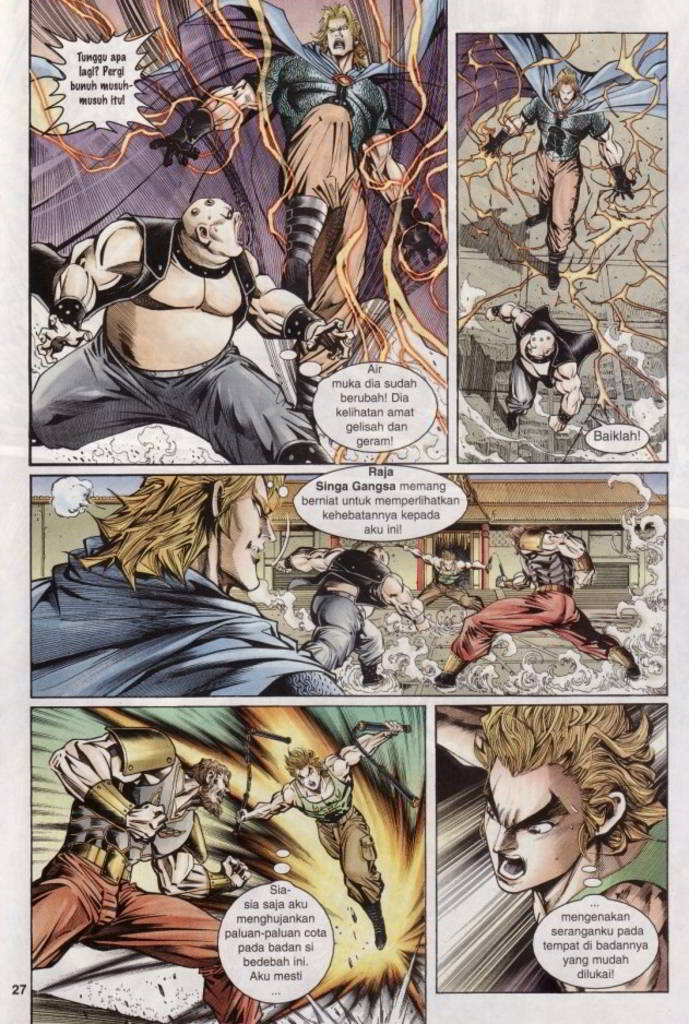 Tunggu apa
lagi? Pergi
bunuh musuh-
musuh itu!
Air
muka dia sudah
berubah! Dia
kelihatan amat
gelisah dan
geram!
Baiklah!
Raja
Singa Gangsa memang
berniat untuk memperlihatkan
kehebatannya kepada
aku ini!
Sia-
sia saja aku
menghujankan
paluan-paluan cota
pada badan si
bedebah ini.
Aku mesti
...
...
mengenakan
seranganku pada
tempat di badannya
yang mudah
dilukai!
27